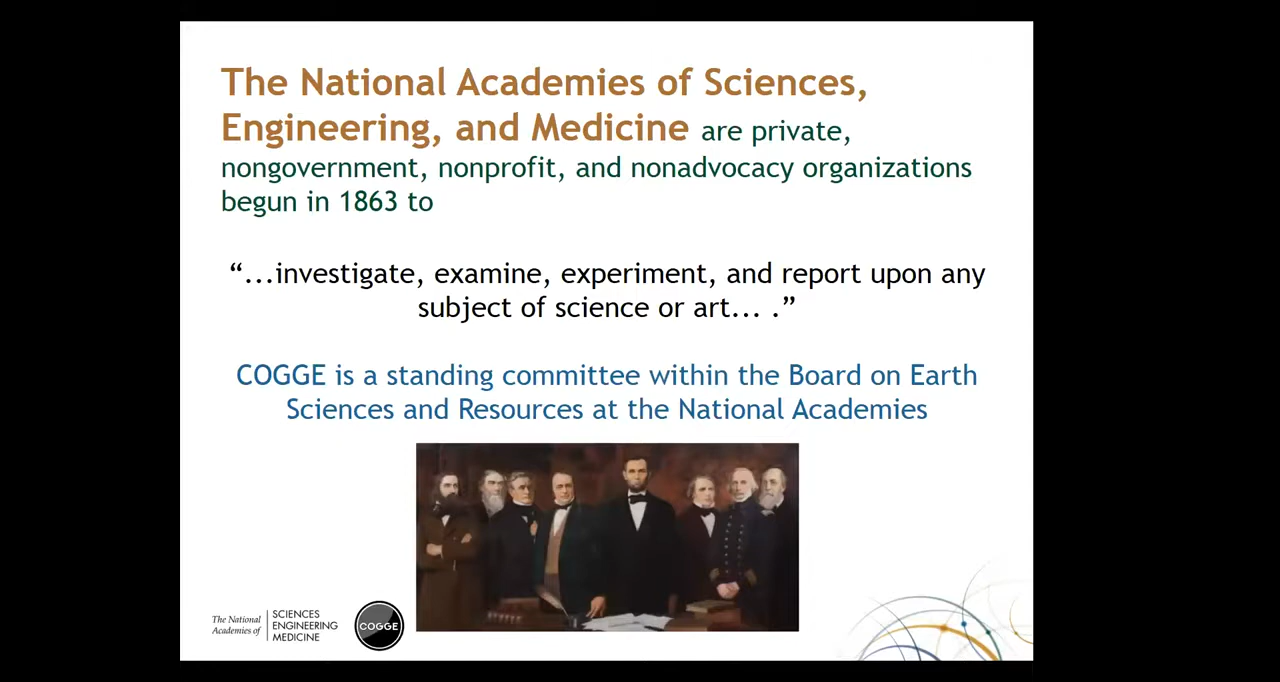 The National Academies of Sciences,
Engineering, and Medicine are private,
nongovernment, nonprofit, and nonadvocacy organizations
begun in 1863 to
“...investigate, examine, experiment, and report upon any
subject of science or art... .”
COGGE is a standing committee within the Board on Earth
Sciences and Resources at the National Academies
The National
Academies of
SCIENCES
ENGINEERING
MEDICINE
COGGE